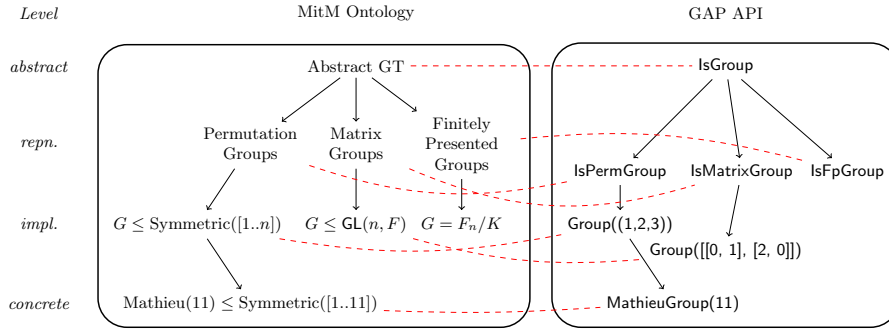 Level
MitM Ontology
GAP API
abstract
Abstract GT
IsGroup
repn.
Permutation
Groups
Matrix
Groups
Finitely
Presented
Groups
IsPermGroup
IsMatrixGroup
IsFpGroup
impl.
G ≤ Symmetric([1..n])
G ≤ GL(n, F)
G = Fₙ/K
Group((1,2,3))
Group([[0, 1], [2, 0]])
concrete
Mathieu(11) ≤ Symmetric([1..11])
MathieuGroup(11)